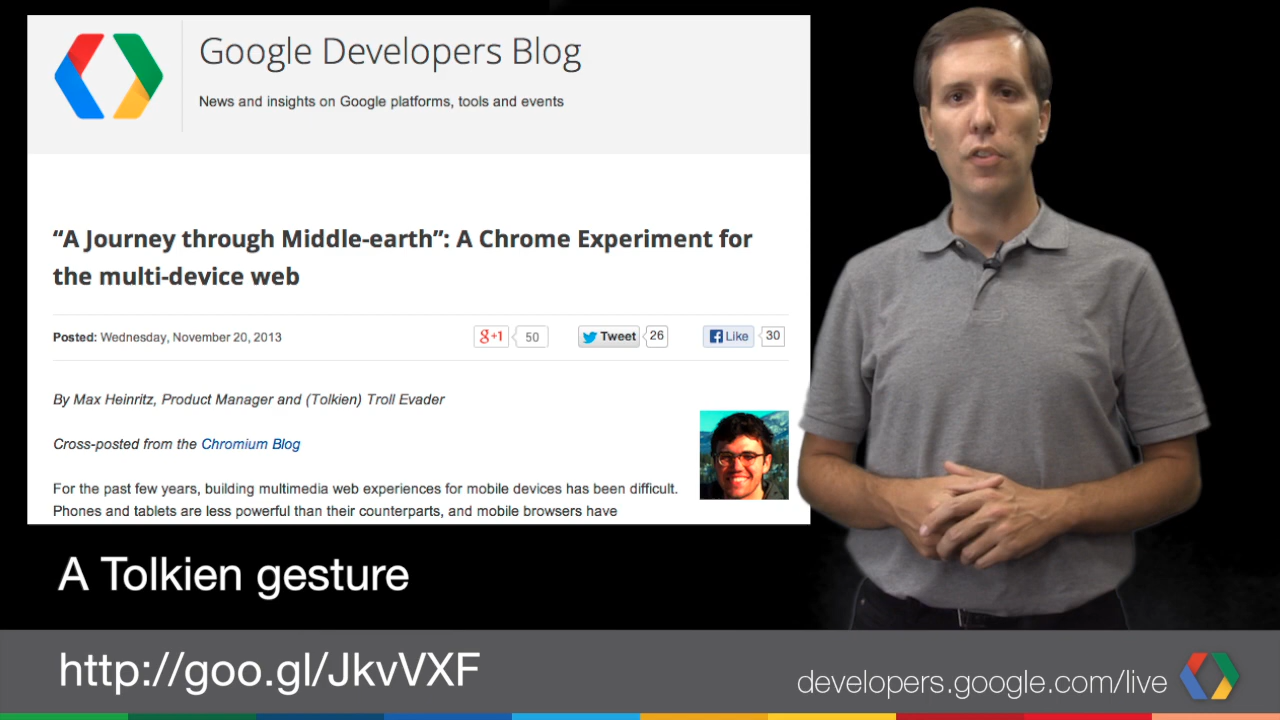 Google Developers Blog
News and insights on Google platforms, tools and events
“A Journey through Middle-earth”: A Chrome Experiment for
the multi-device web
Posted: Wednesday, November 20, 2013
g+1 50 Tweet 26 Like 30
By Max Heinritz, Product Manager and (Tolkien) Troll Evader
Cross-posted from the Chromium Blog
For the past few years, building multimedia web experiences for mobile devices has been difficult.
Phones and tablets are less powerful than their counterparts, and mobile browsers have
A Tolkien gesture
http://goo.gl/JkvVXF
developers.google.com/live